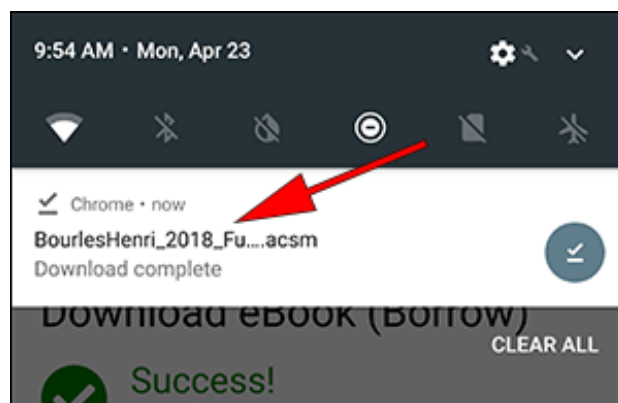 9:54 AM • Mon, Apr 23
Chrome • now
BourlesHenri_2018_Fu....acsm
Download complete
Download eBook (Borrow)
CLEAR ALL
Success!